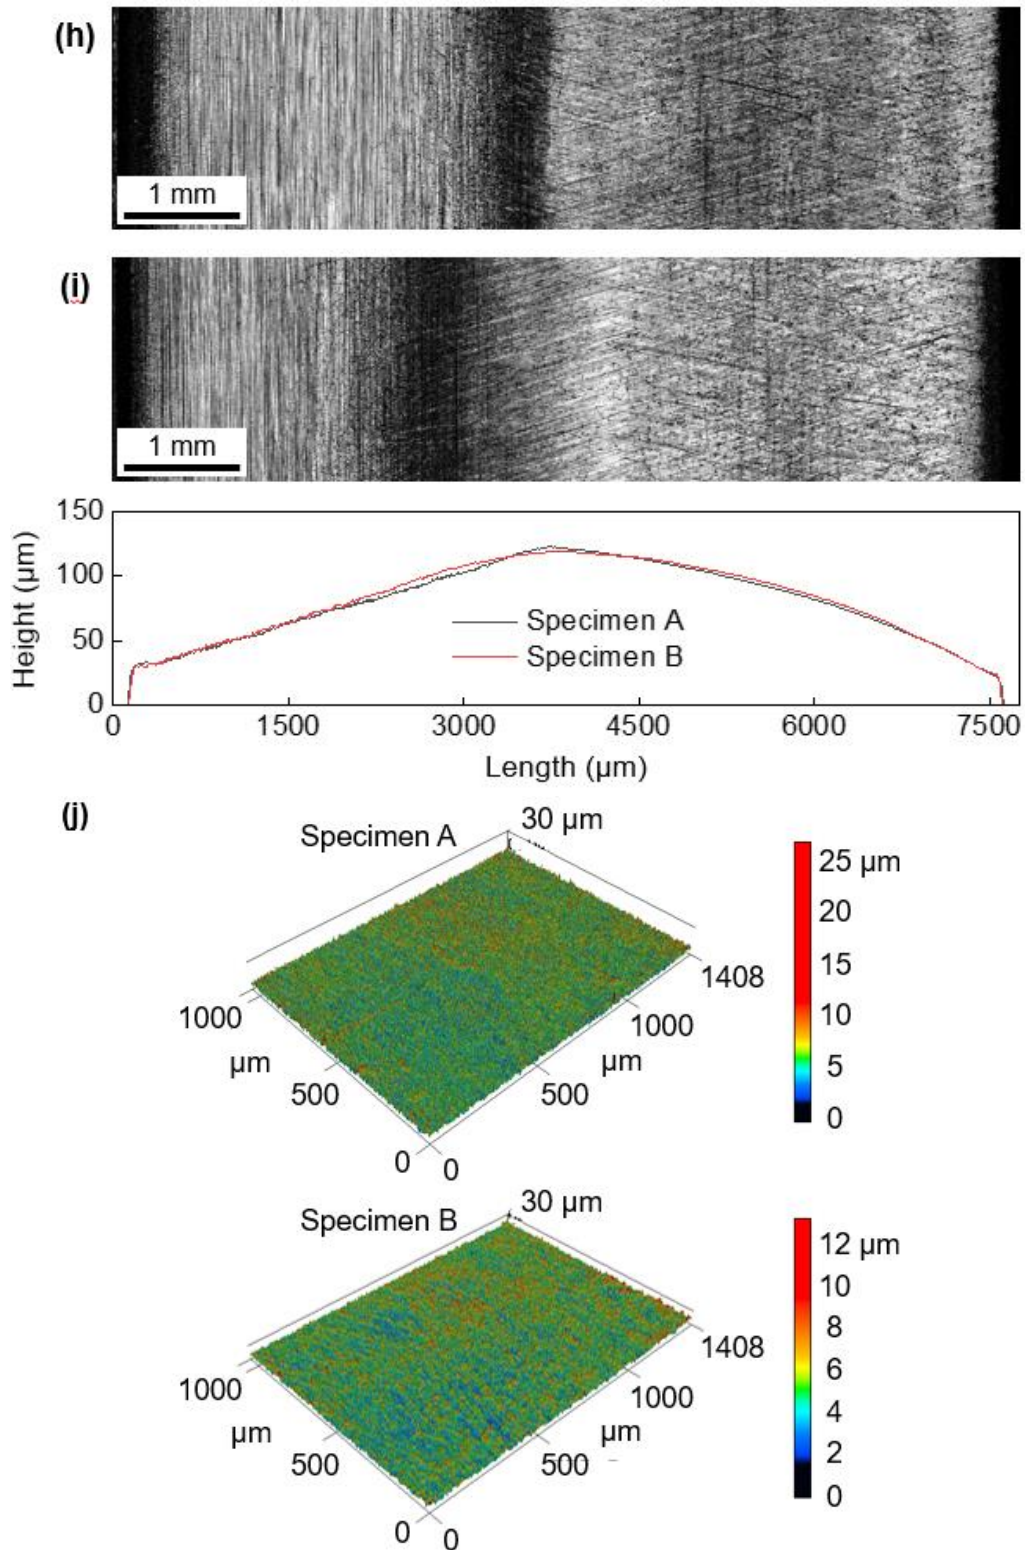 (h)
1 mm
(i)
1 mm
150
100
50
0
Height (µm)
Specimen A
Specimen B
0 1500 3000 4500 6000 7500
Length (µm)
(j)
Specimen A
30 µm
25 µm
20
15
10
5
0
1408
1000
500
0
µm
1000
500
0
µm
Specimen B
30 µm
12 µm
10
8
6
4
2
0
1408
1000
500
0
µm
1000
500
0
µm